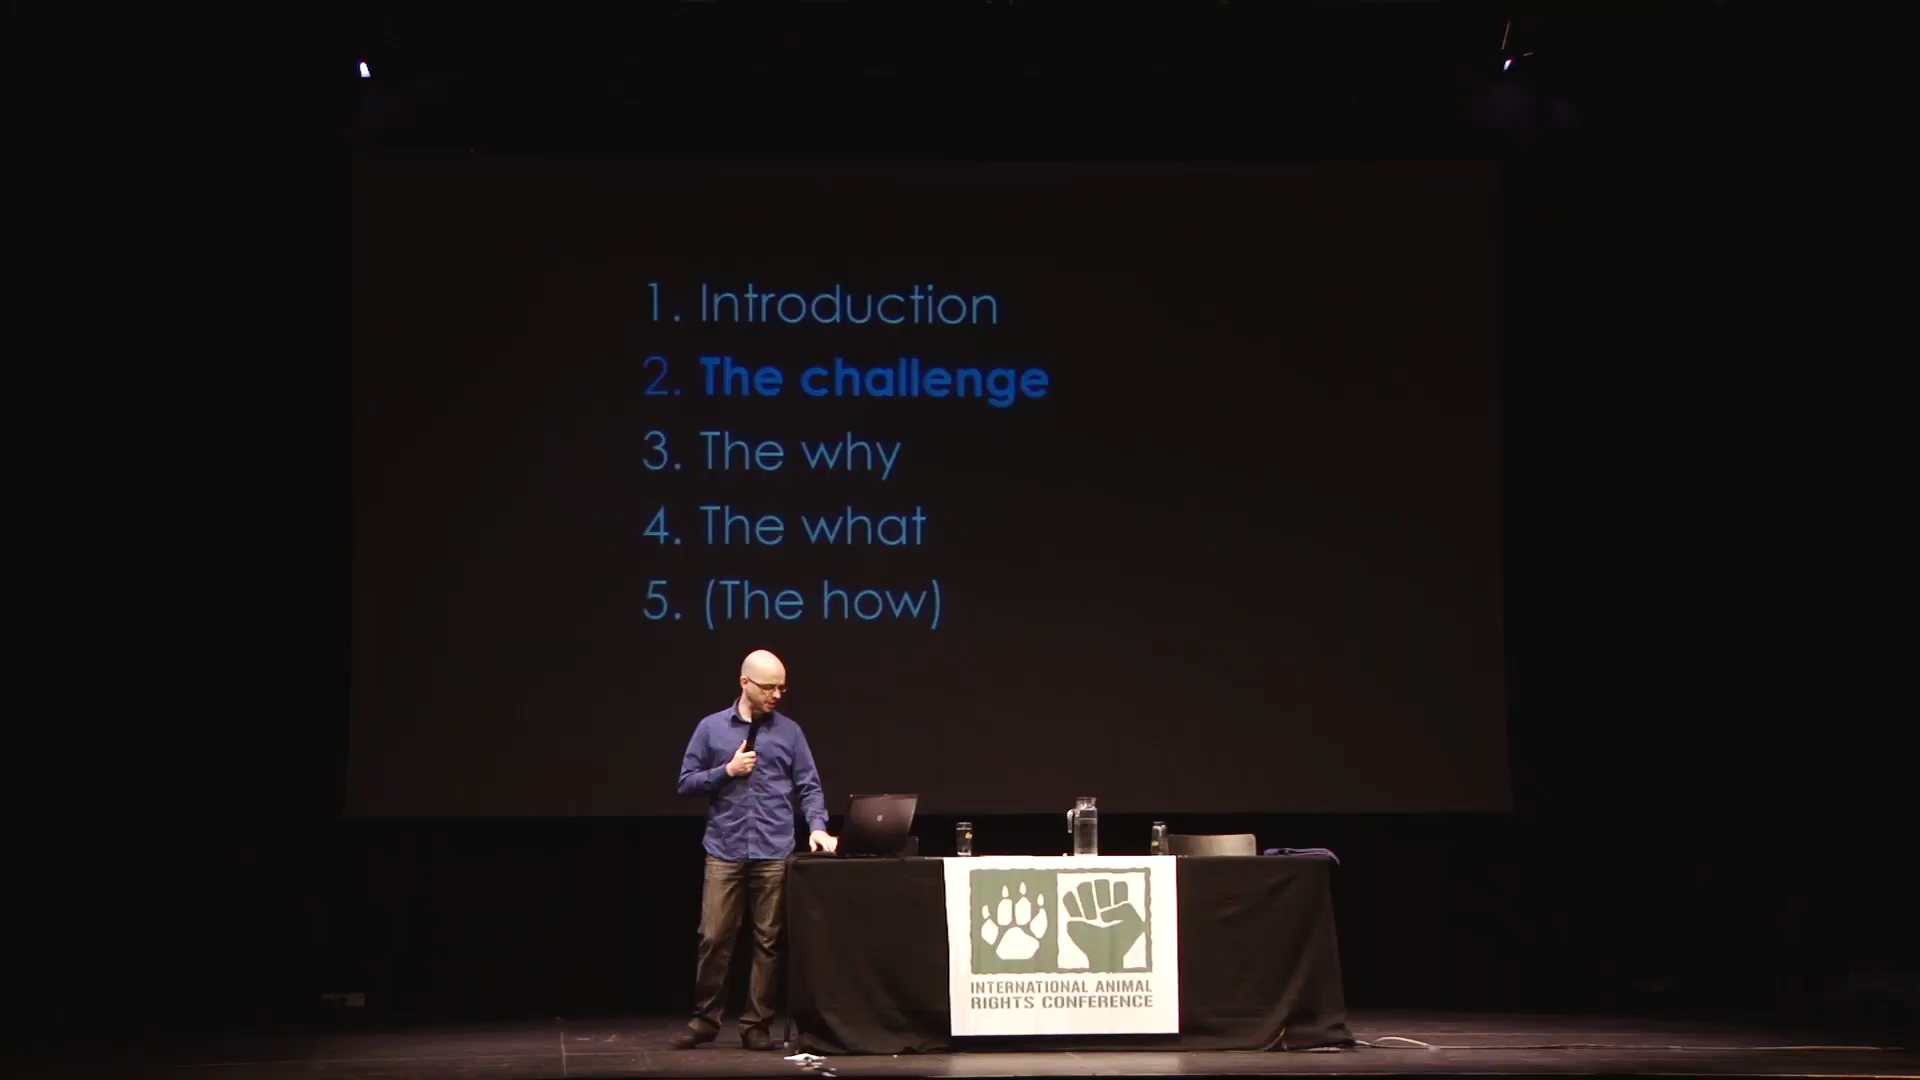 1. Introduction
2. The challenge
3. The why
4. The what
5. (The how)
INTERNATIONAL ANIMAL
RIGHTS CONFERENCE